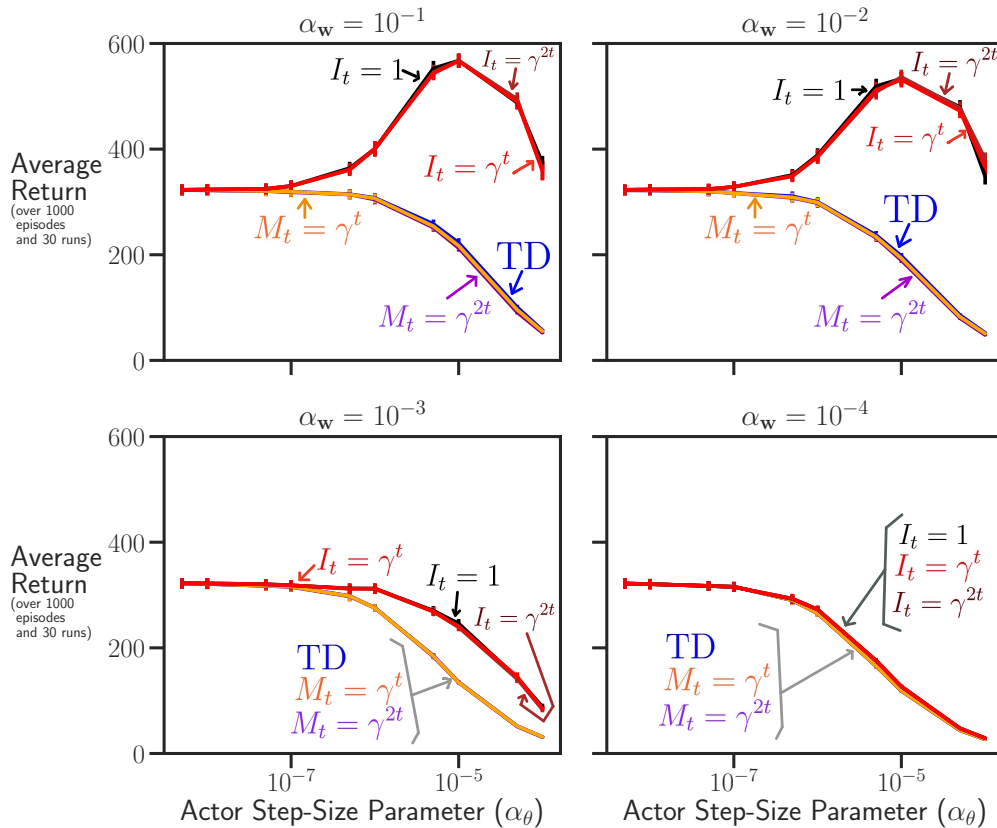 α_w = 10⁻¹
α_w = 10⁻²
600
400
200
0
Average
Return
(over 1000
episodes
and 30 runs)
I_t = 1
I_t = γ^{2t}
I_t = γ^t
M_t = γ^t
TD
M_t = γ^{2t}
I_t = 1
I_t = γ^{2t}
I_t = γ^t
M_t = γ^t
TD
M_t = γ^{2t}
α_w = 10⁻³
α_w = 10⁻⁴
600
400
200
0
Average
Return
(over 1000
episodes
and 30 runs)
I_t = γ^t
I_t = 1
I_t = γ^{2t}
TD
M_t = γ^t
M_t = γ^{2t}
I_t = 1
I_t = γ^t
I_t = γ^{2t}
TD
M_t = γ^t
M_t = γ^{2t}
10⁻⁷
10⁻⁵
10⁻⁷
10⁻⁵
Actor Step-Size Parameter (α_θ)
Actor Step-Size Parameter (α_θ)